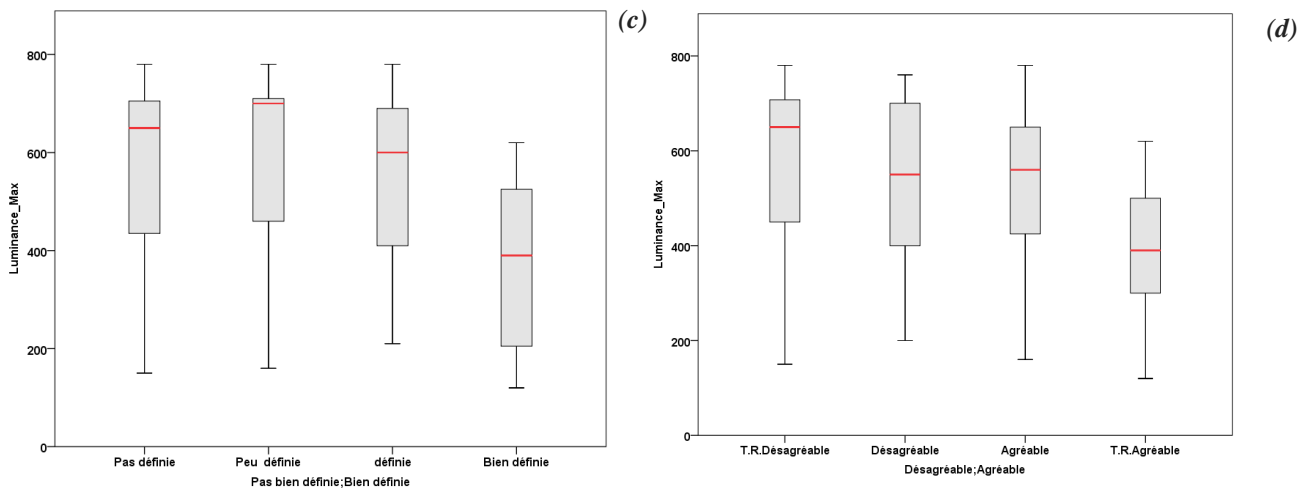 (c)
Luminance_Max
800
600
400
200
0
Pas définie Peu définie définie Bien définie
Pas bien définie;Bien définie
(d)
Luminance_Max
800
600
400
200
0
T.R.Désagréable Désagréable Agréable T.R.Agréable
Désagréable;Agréable